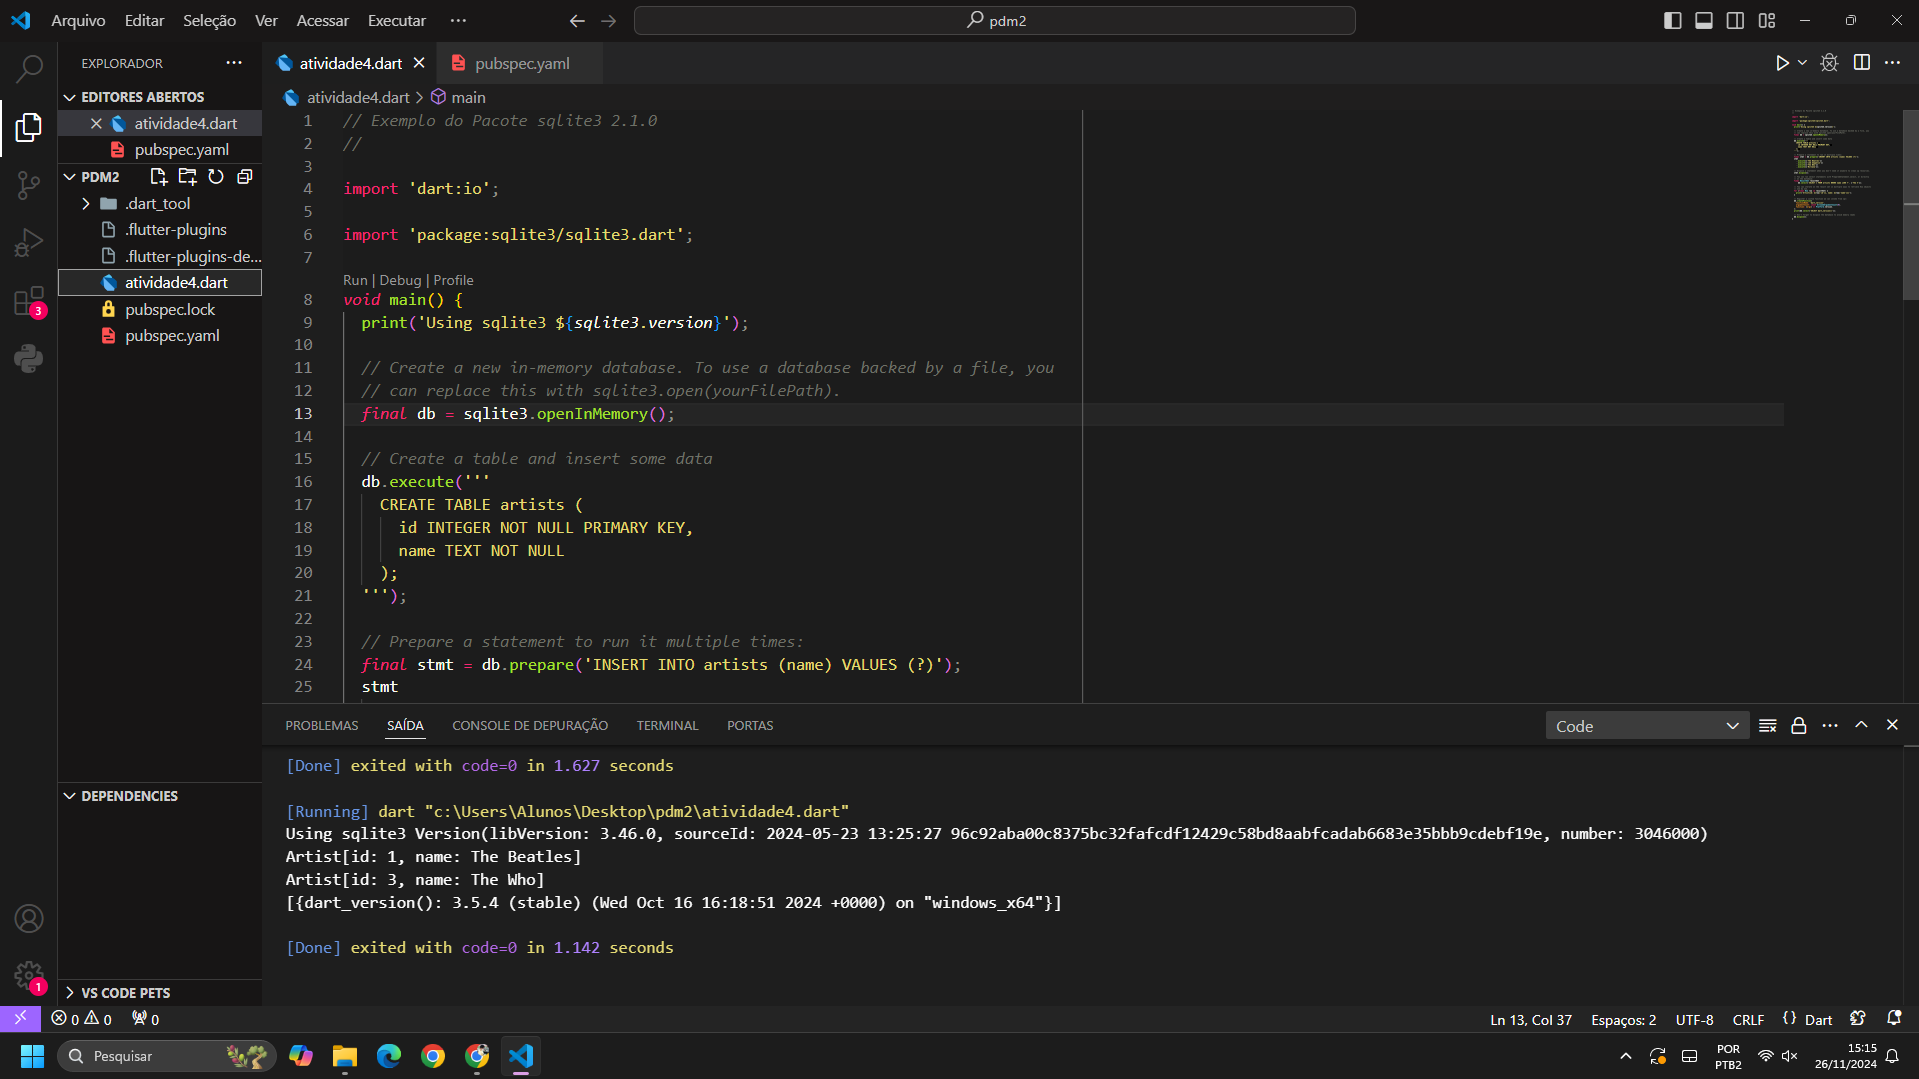 Arquivo Editar Seleção Ver Acessar Executar ··· pdm2
EXPLORADOR ···
EDITORES ABERTOS
atividade4.dart
pubspec.yaml
PDM2
.dart_tool
.flutter-plugins
.flutter-plugins-de...
atividade4.dart
pubspec.lock
pubspec.yaml
DEPENDENCIES
VS CODE PETS
3
1
atividade4.dart pubspec.yaml
atividade4.dart > main
1 // Exemplo do Pacote sqlite3 2.1.0
2 //
3
4 import 'dart:io';
5
6 import 'package:sqlite3/sqlite3.dart';
7
Run | Debug | Profile
8 void main() {
9 print('Using sqlite3 ${sqlite3.version}');
10
11 // Create a new in-memory database. To use a database backed by a file, you
12 // can replace this with sqlite3.open(yourFilePath).
13 final db = sqlite3.openInMemory();
14
15 // Create a table and insert some data
16 db.execute('''
17 CREATE TABLE artists (
18 id INTEGER NOT NULL PRIMARY KEY,
19 name TEXT NOT NULL
20 );
21 ''');
22
23 // Prepare a statement to run it multiple times:
24 final stmt = db.prepare('INSERT INTO artists (name) VALUES (?)');
25 stmt
PROBLEMAS SAÍDA CONSOLE DE DEPURAÇÃO TERMINAL PORTAS Code
[Done] exited with code=0 in 1.627 seconds
[Running] dart "c:\Users\Alunos\Desktop\pdm2\atividade4.dart"
Using sqlite3 Version(libVersion: 3.46.0, sourceId: 2024-05-23 13:25:27 96c92aba00c8375bc32fafcdf12429c58bd8aabfcadab6683e35bbb9cdebf19e, number: 3046000)
Artist[id: 1, name: The Beatles]
Artist[id: 3, name: The Who]
[{dart_version(): 3.5.4 (stable) (Wed Oct 16 16:18:51 2024 +0000) on "windows_x64"}]
[Done] exited with code=0 in 1.142 seconds
0 0 0 Ln 13, Col 37 Espaços: 2 UTF-8 CRLF {} Dart
Pesquisar
POR
PTB2
15:15
26/11/2024